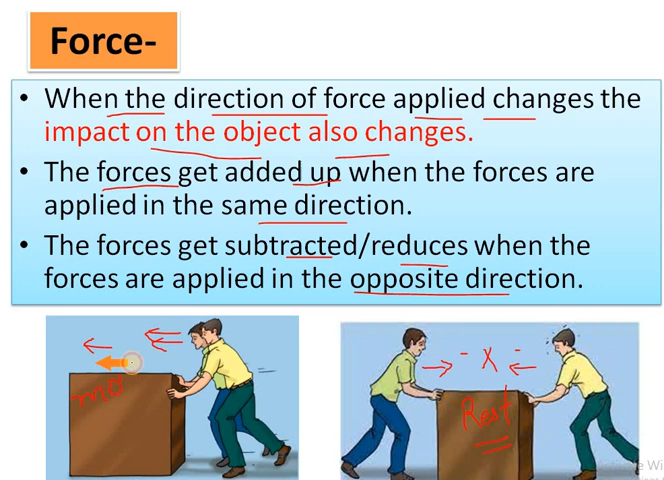 Force-
• When the direction of force applied changes the
impact on the object also changes.
• The forces get added up when the forces are
applied in the same direction.
• The forces get subtracted/reduces when the
forces are applied in the opposite direction.
- X -
mo
Rest